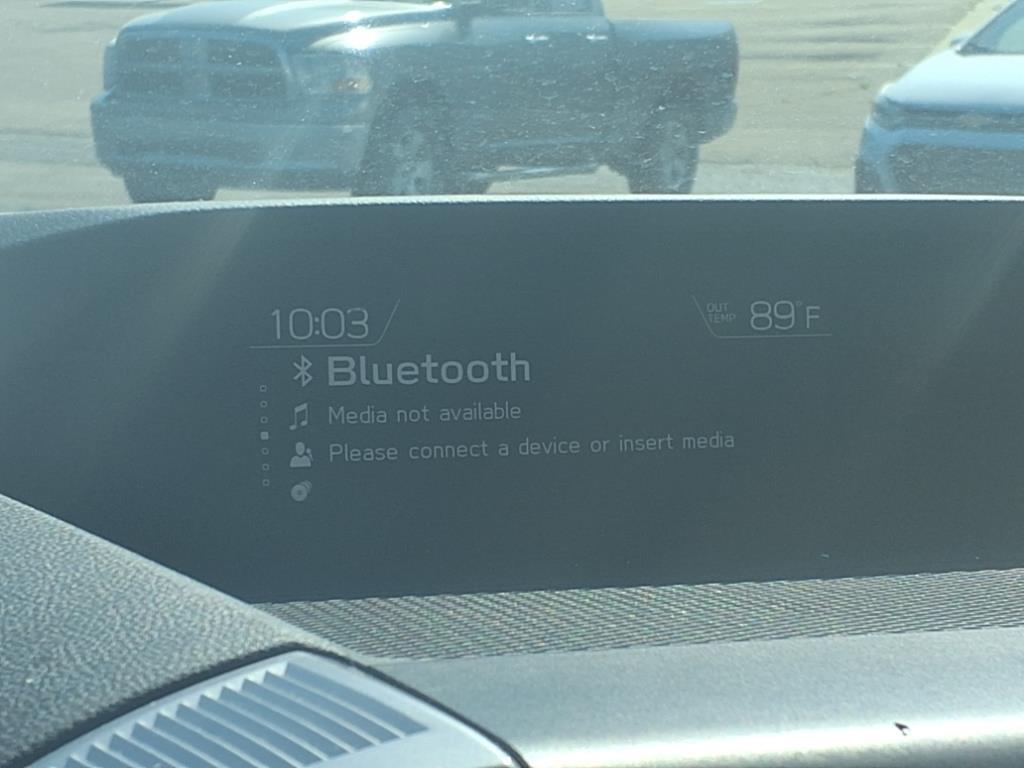 10:03
OUT TEMP 89°F
Bluetooth
Media not available
Please connect a device or insert media